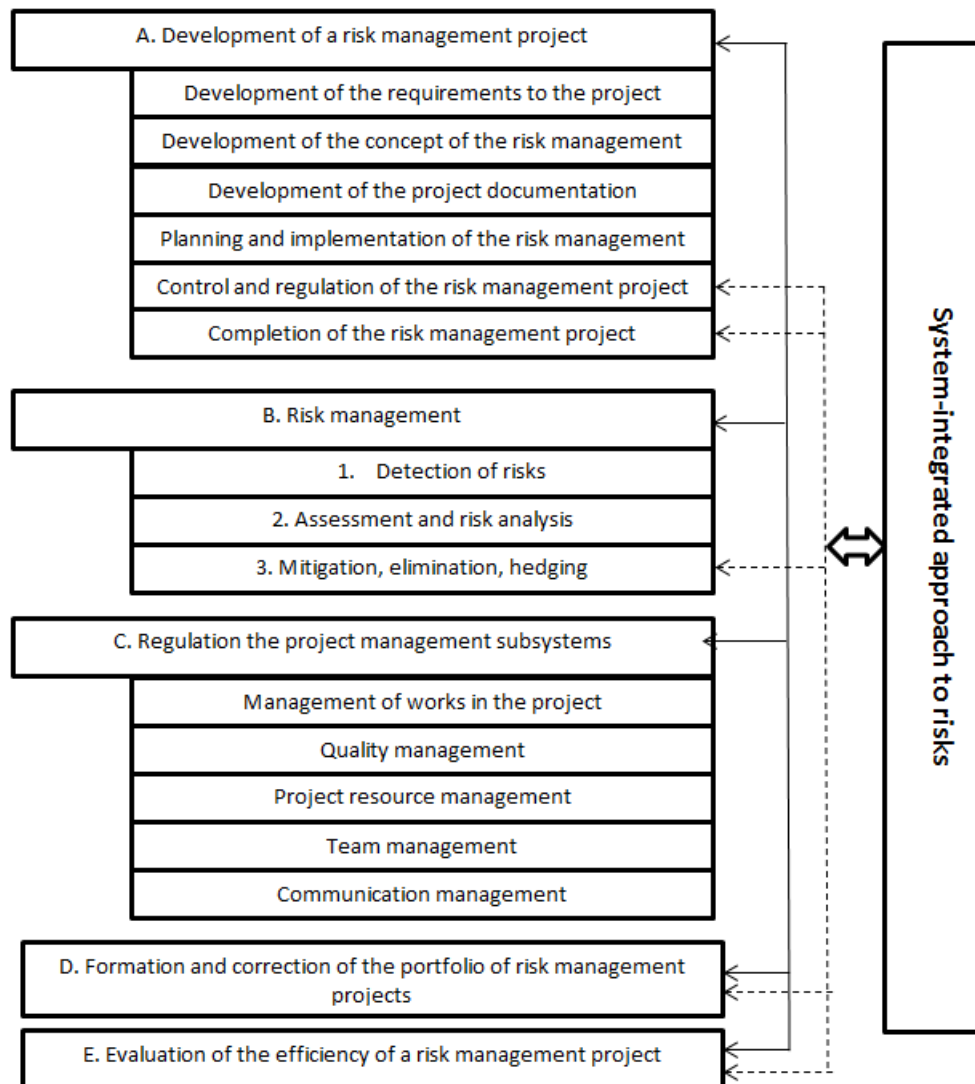 A. Development of a risk management project
Development of the requirements to the project
Development of the concept of the risk management
Development of the project documentation
Planning and implementation of the risk management
Control and regulation of the risk management project
Completion of the risk management project
B. Risk management
1. Detection of risks
2. Assessment and risk analysis
3. Mitigation, elimination, hedging
C. Regulation the project management subsystems
Management of works in the project
Quality management
Project resource management
Team management
Communication management
D. Formation and correction of the portfolio of risk management
projects
E. Evaluation of the efficiency of a risk management project
System-integrated approach to risks